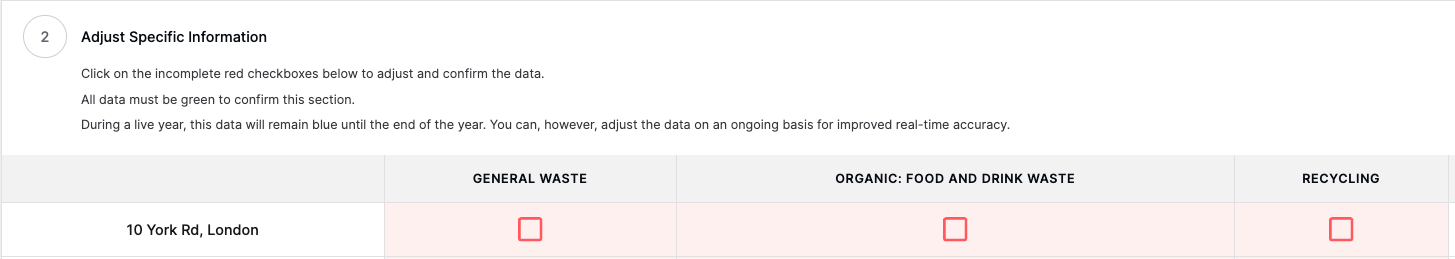 2
Adjust Specific Information
Click on the incomplete red checkboxes below to adjust and confirm the data.
All data must be green to confirm this section.
During a live year, this data will remain blue until the end of the year. You can, however, adjust the data on an ongoing basis for improved real-time accuracy.
GENERAL WASTE ORGANIC: FOOD AND DRINK WASTE RECYCLING
10 York Rd, London